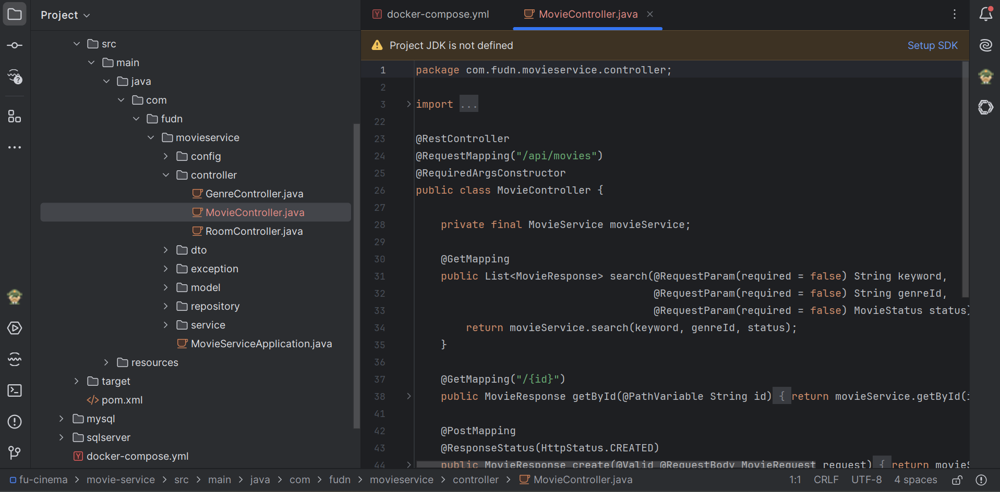 Project
src
main
java
com
fudn
movieservice
config
controller
GenreController.java
MovieController.java
RoomController.java
dto
exception
model
repository
service
MovieServiceApplication.java
resources
target
</> pom.xml
mysql
sqlserver
Y docker-compose.yml
Y docker-compose.yml MovieController.java
Project JDK is not defined Setup SDK
1 package com.fudn.movieservice.controller;
2
3 import ...
22
23 @RestController
24 @RequestMapping("/api/movies")
25 @RequiredArgsConstructor
26 public class MovieController {
27
28 private final MovieService movieService;
29
30 @GetMapping
31 public List<MovieResponse> search(@RequestParam(required = false) String keyword,
32 @RequestParam(required = false) String genreId,
33 @RequestParam(required = false) MovieStatus status)
34 return movieService.search(keyword, genreId, status);
35 }
36
37 @GetMapping("/{id}")
38 public MovieResponse getById(@PathVariable String id) { return movieService.getById(i
41
42 @PostMapping
43 @ResponseStatus(HttpStatus.CREATED)
44 public MovieResponse create(@Valid @RequestBody MovieRequest request) { return movieS
fu-cinema > movie-service > src > main > java > com > fudn > movieservice > controller > MovieController.java 1:1 CRLF UTF-8 4 spaces